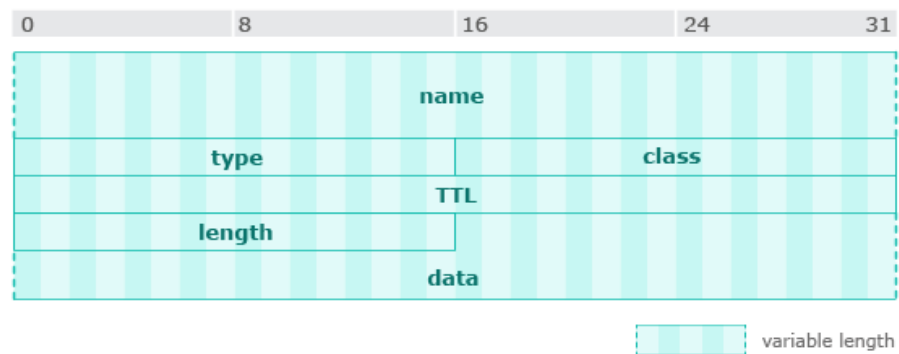 0 8 16 24 31
name
type class
TTL
length
data
variable length